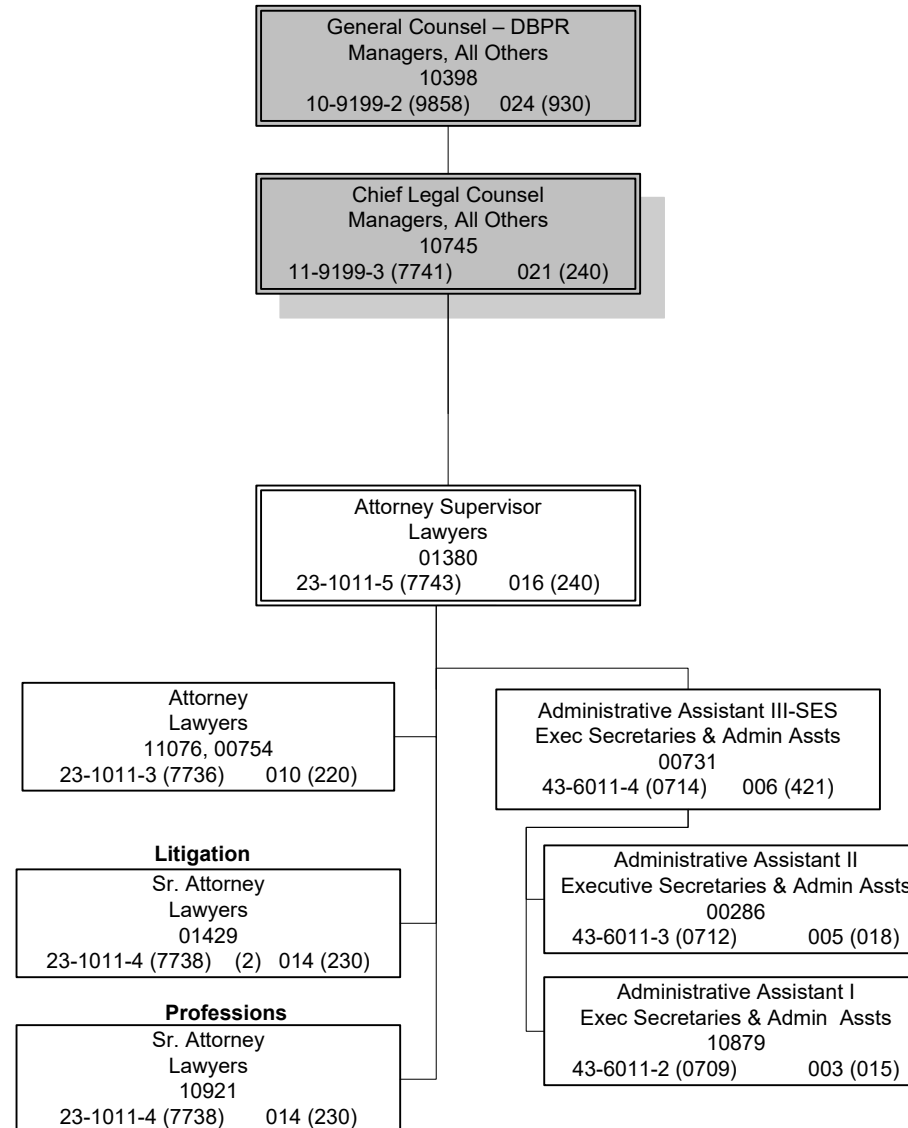 General Counsel – DBPR
Managers, All Others
10398
10-9199-2 (9858) 024 (930)
Chief Legal Counsel
Managers, All Others
10745
11-9199-3 (7741) 021 (240)
Attorney Supervisor
Lawyers
01380
23-1011-5 (7743) 016 (240)
Attorney
Lawyers
11076, 00754
23-1011-3 (7736) 010 (220)
Litigation
Sr. Attorney
Lawyers
01429
23-1011-4 (7738) (2) 014 (230)
Professions
Sr. Attorney
Lawyers
10921
23-1011-4 (7738) 014 (230)
Administrative Assistant III-SES
Exec Secretaries & Admin Assts
00731
43-6011-4 (0714) 006 (421)
Administrative Assistant II
Executive Secretaries & Admin Assts
00286
43-6011-3 (0712) 005 (018)
Administrative Assistant I
Exec Secretaries & Admin Assts
10879
43-6011-2 (0709) 003 (015)